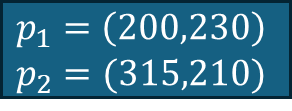 p₁ = (200,230)
p₂ = (315,210)